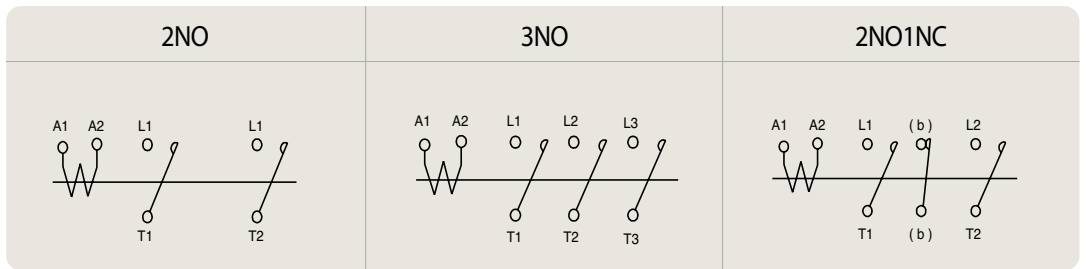 2NO 3NO 2NO1NC
A1 A2 L1 L1 A1 A2 L1 L2 L3 A1 A2 L1 (b) L2
T1 T2 T1 T2 T3 T1 (b) T2